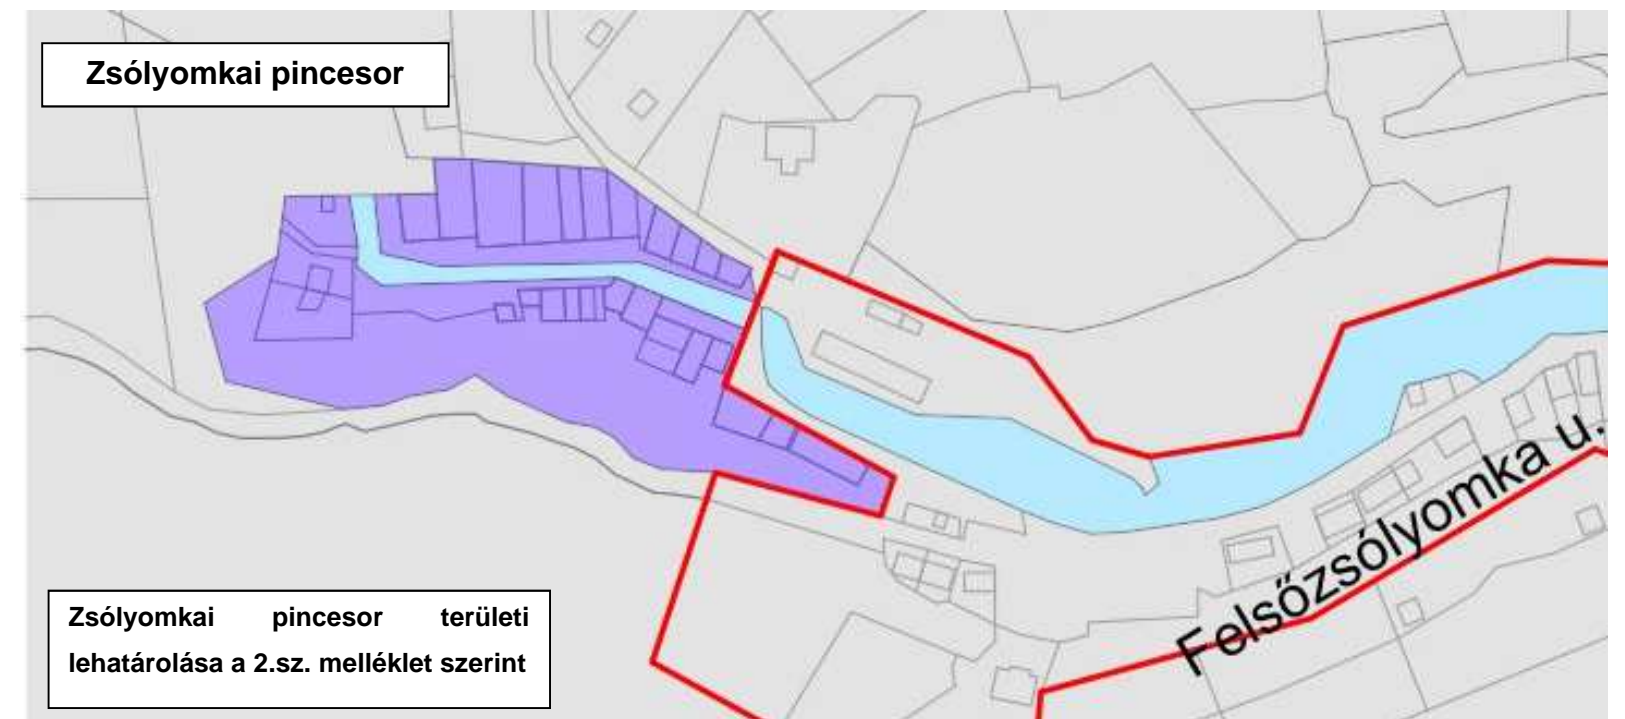 Zsólyomkai pincesor
Felsőzsólyomka u.
Zsólyomkai pincesor területi
lehatárolása a 2.sz. melléklet szerint